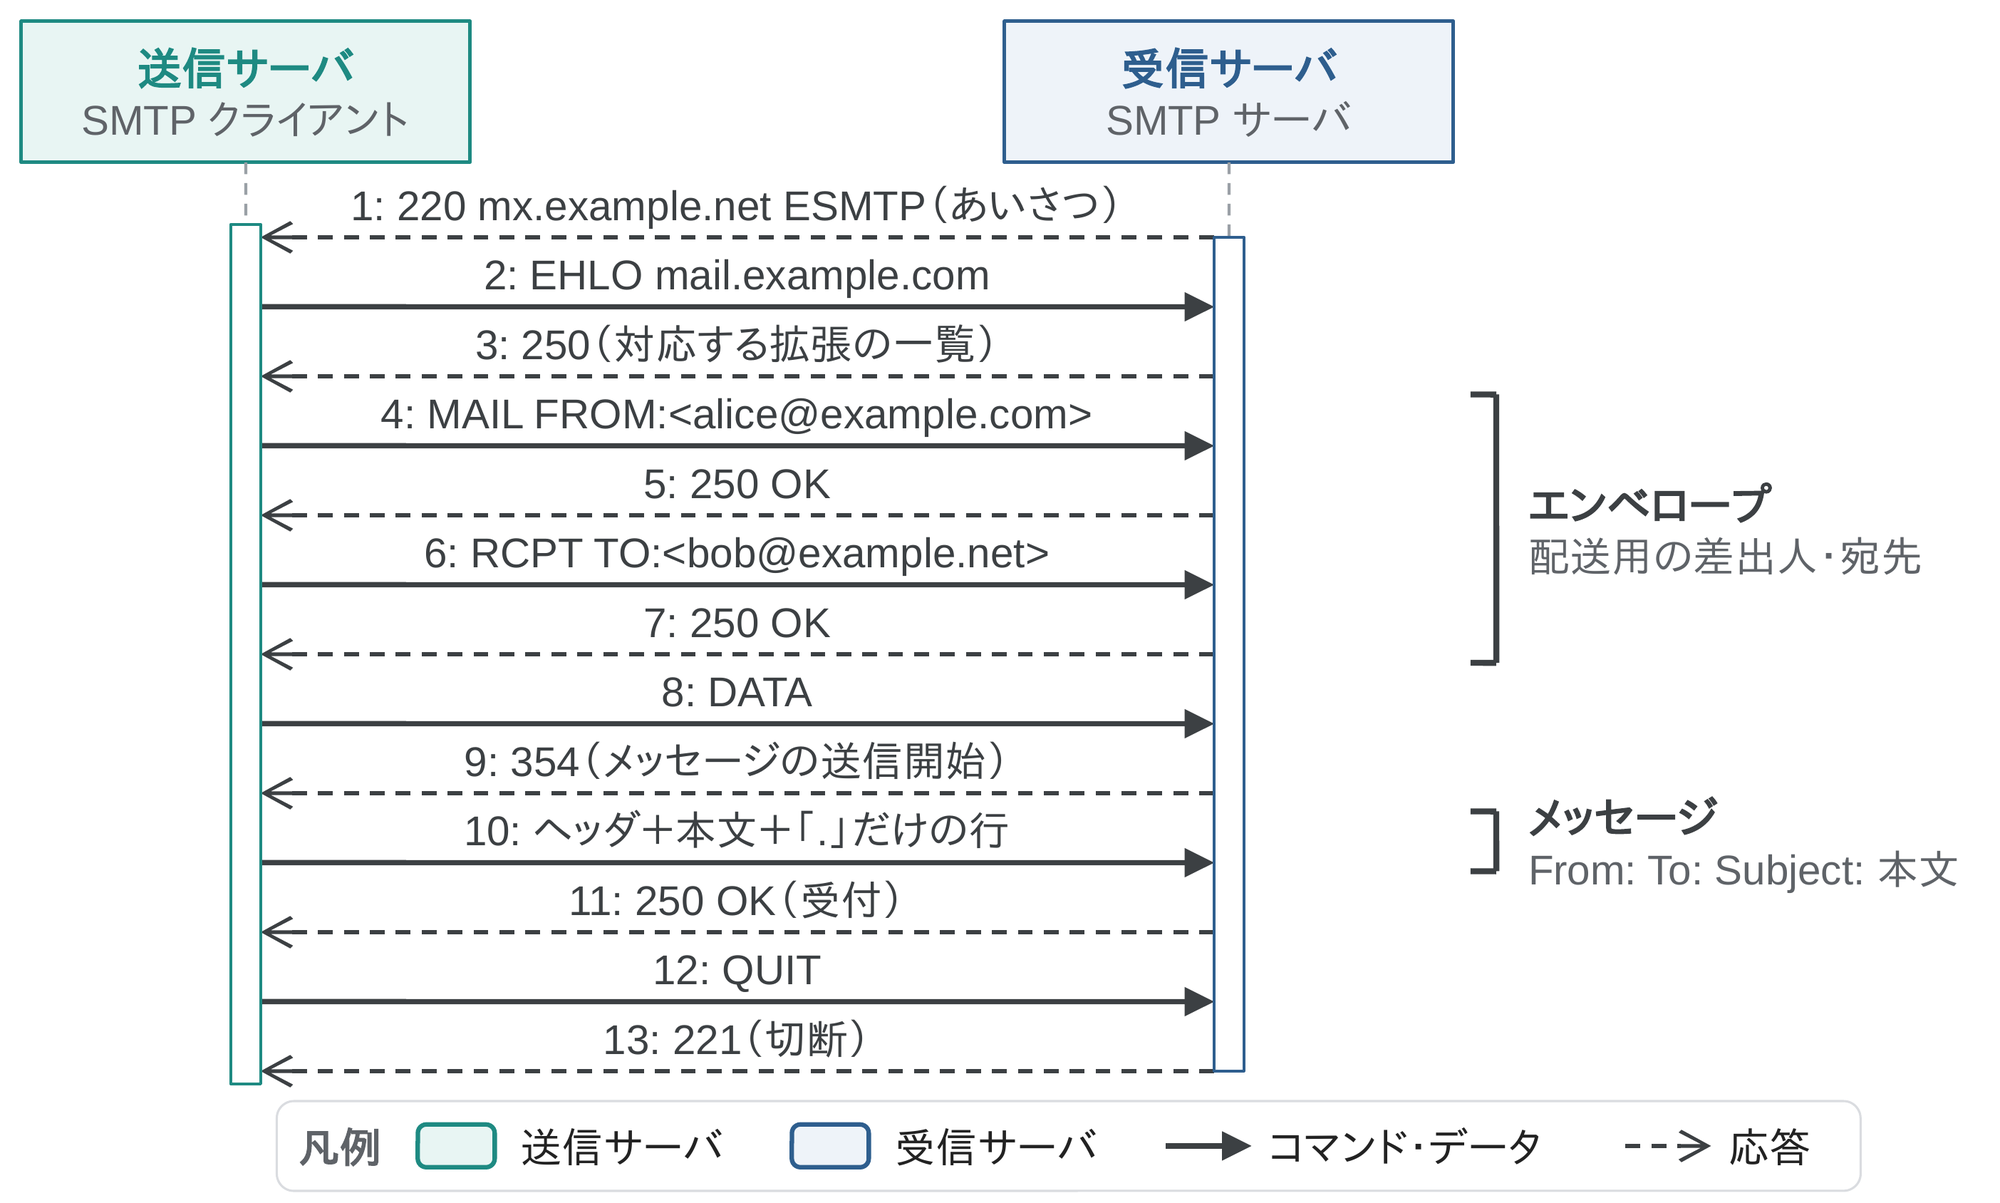 送信サーバ
SMTP クライアント
受信サーバ
SMTP サーバ
1: 220 mx.example.net ESMTP（あいさつ）
2: EHLO mail.example.com
3: 250（対応する拡張の一覧）
4: MAIL FROM:<alice@example.com>
5: 250 OK
6: RCPT TO:<bob@example.net>
7: 250 OK
エンベロープ
配送用の差出人・宛先
8: DATA
9: 354（メッセージの送信開始）
10: ヘッダ＋本文＋「.」だけの行
メッセージ
From: To: Subject: 本文
11: 250 OK（受付）
12: QUIT
13: 221（切断）
凡例 送信サーバ 受信サーバ コマンド・データ 応答